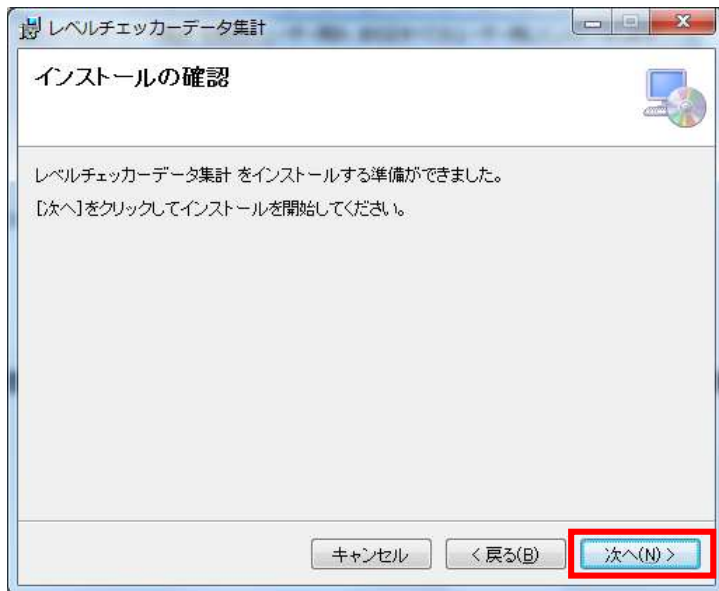 レベルチェッカーデータ集計
インストールの確認
レベルチェッカーデータ集計 をインストールする準備ができました。
[次へ]をクリックしてインストールを開始してください。
キャンセル
< 戻る(B)
次へ(N) >